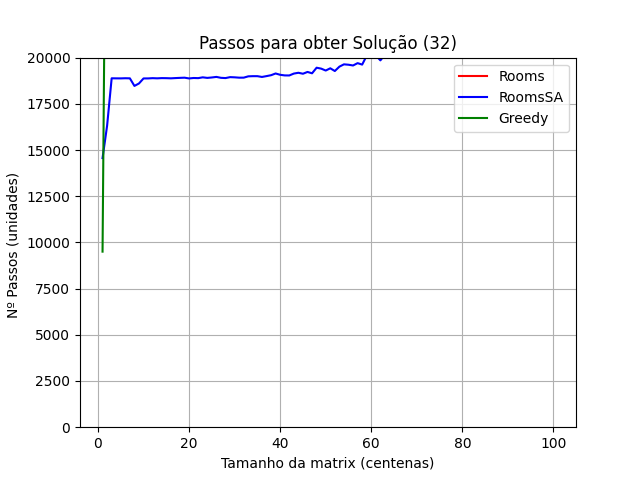 Passos para obter Solução (32)
Rooms
RoomsSA
Greedy
Nº Passos (unidades)
20000
17500
15000
12500
10000
7500
5000
2500
0
0 20 40 60 80 100
Tamanho da matrix (centenas)